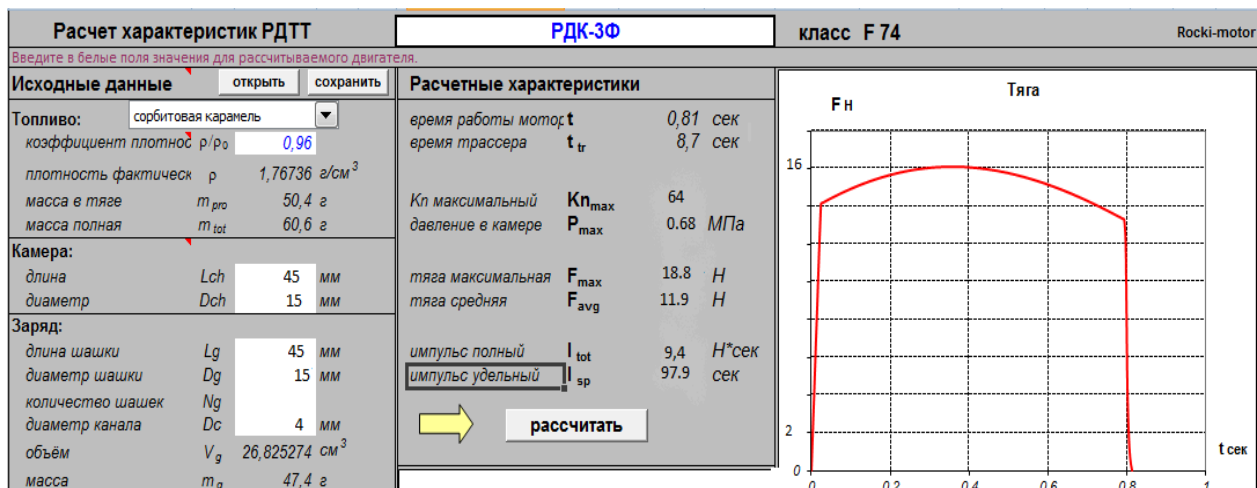 Расчет характеристик РДТТ
РДК-3Ф
класс F 74
Rocki-motor
Введите в белые поля значения для рассчитываемого двигателя.
Исходные данные открыть сохранить
Топливо: сорбитовая карамель
коэффициент плотнос ρ/ρ0 0,96
плотность фактическ ρ 1,76736 г/см3
масса в тяге m pro 50,4 г
масса полная m tot 60,6 г
Камера:
длина Lch 45 мм
диаметр Dch 15 мм
Заряд:
длина шашки Lg 45 мм
диаметр шашки Dg 15 мм
количество шашек Ng
диаметр канала Dc 4 мм
объём Vg 26,825274 см3
масса m g 47,4 г
Расчетные характеристики
время работы мотор t 0,81 сек
время трассера t tr 8,7 сек
Кп максимальный Kn max 64
давление в камере P max 0.68 МПа
тяга максимальная F max 18.8 Н
тяга средняя F avg 11.9 Н
импульс полный I tot 9,4 Н*сек
импульс удельный I sp 97.9 сек
рассчитать
Тяга
F Н
16
2
0
t сек
0 0,2 0,4 0,6 0,8 1